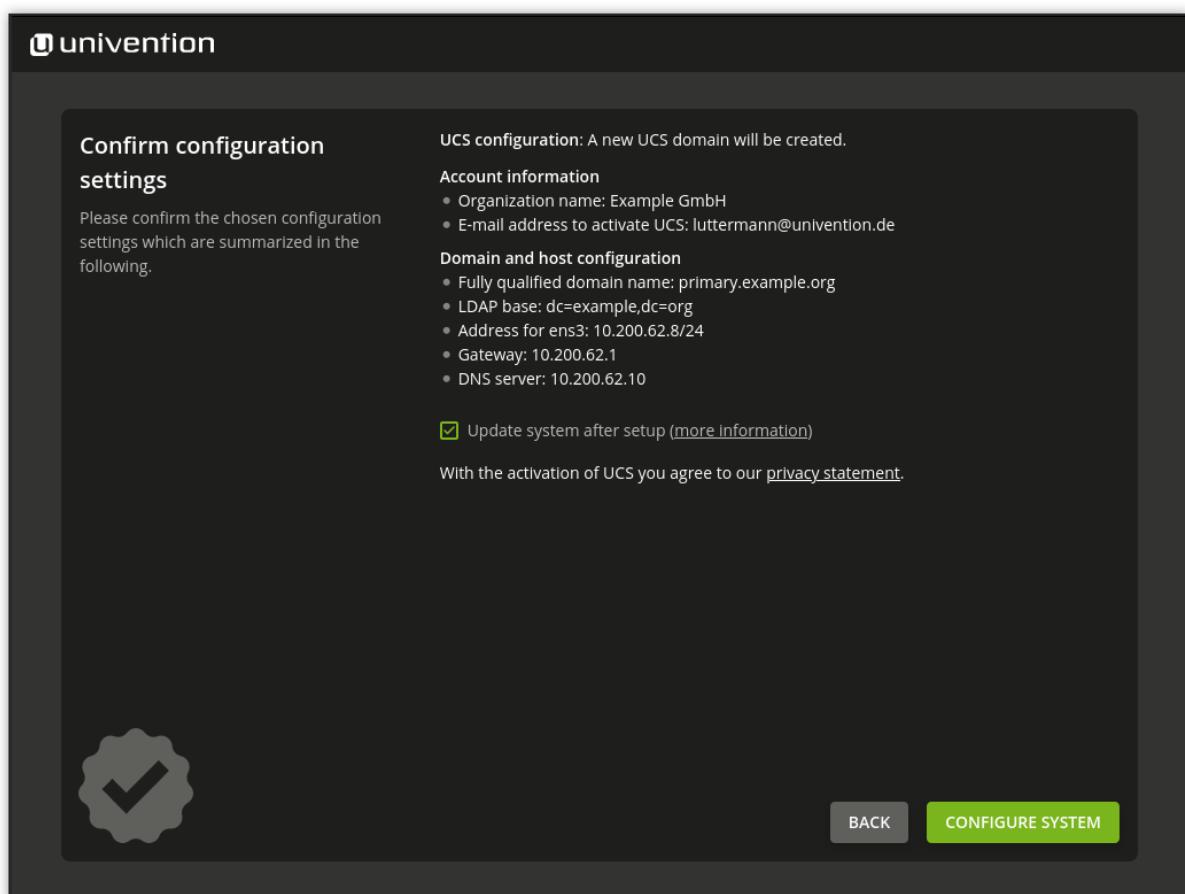 univention
Confirm configuration
settings
Please confirm the chosen configuration
settings which are summarized in the
following.
UCS configuration: A new UCS domain will be created.
Account information
Organization name: Example GmbH
E-mail address to activate UCS: luttermann@univention.de
Domain and host configuration
Fully qualified domain name: primary.example.org
LDAP base: dc=example,dc=org
Address for ens3: 10.200.62.8/24
Gateway: 10.200.62.1
DNS server: 10.200.62.10
Update system after setup (more information)
With the activation of UCS you agree to our privacy statement.
BACK
CONFIGURE SYSTEM